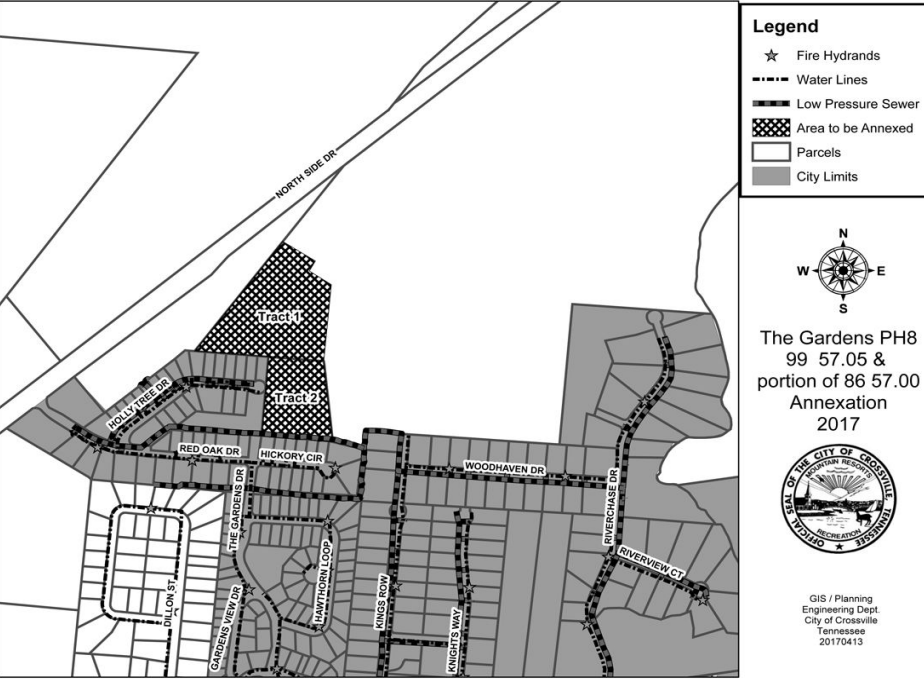 Legend
Fire Hydrands
Water Lines
Low Pressure Sewer
Area to be Annexed
Parcels
City Limits
NORTH SIDE DR
Tract 1
Tract 2
HOLLY TREE DR
RED OAK DR
HICKORY CIR
WOODHAVEN DR
THE GARDENS DR
RIVERCHASE DR
RIVERVIEW CT
HAWTHORN LOOP
DILLON ST
GARDENS VIEW DR
KINGS ROW
KNIGHTS WAY
N
W
E
S
The Gardens PH8
99 57.05 &
portion of 86 57.00
Annexation
2017
OFFICIAL SEAL OF THE CITY OF CROSSVILLE, TENNESSEE
MOUNTAIN RESORTS
RECREATION
GIS / Planning
Engineering Dept.
City of Crossville
Tennessee
20170413